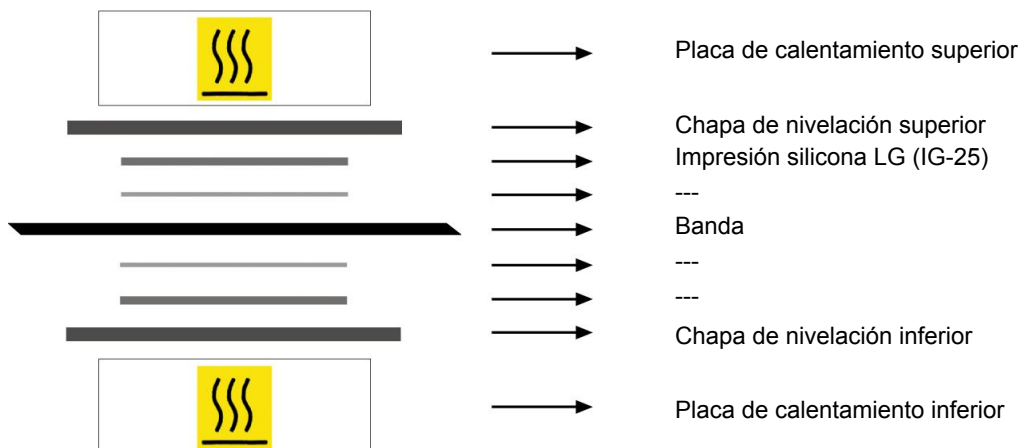 Placa de calentamiento superior
Chapa de nivelación superior
Impresión silicona LG (IG-25)
---
Banda
---
---
Chapa de nivelación inferior
Placa de calentamiento inferior